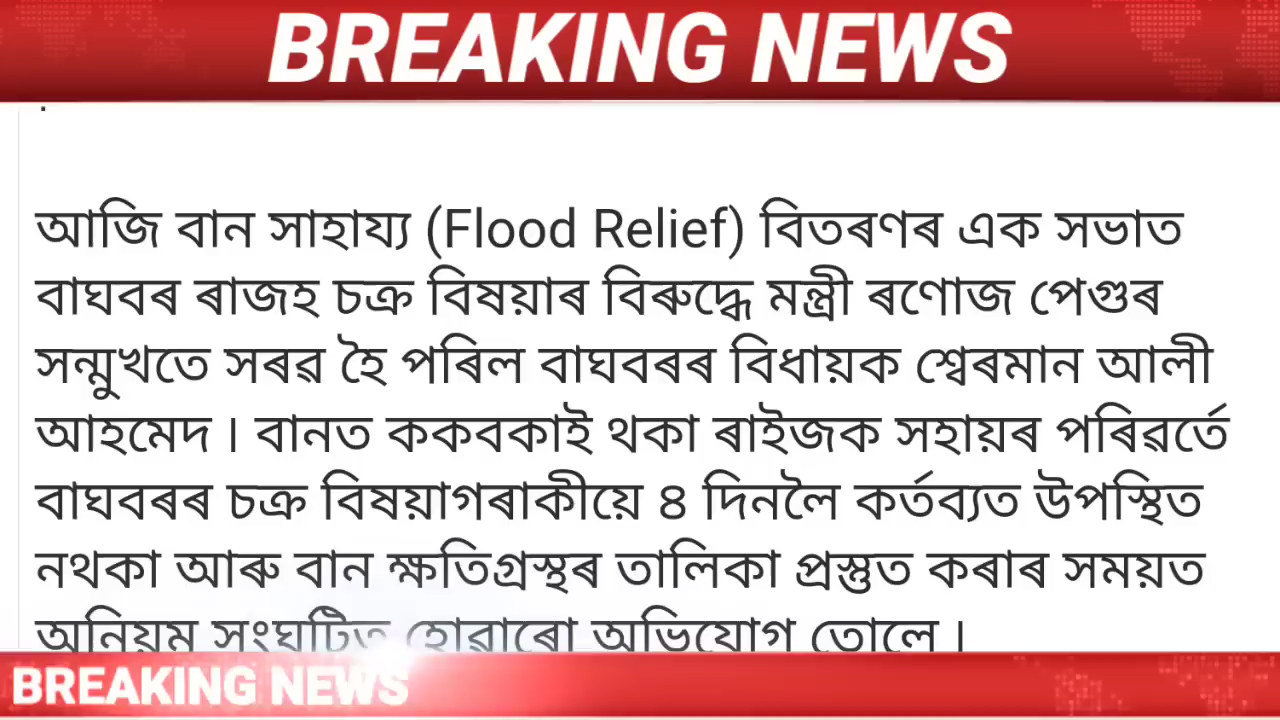 BREAKING NEWS
আজি বান সাহায্য (Flood Relief) বিতৰণৰ এক সভাত
বাঘবৰ ৰাজহ চক্ৰ বিষয়াৰ বিৰুদ্ধে মন্ত্ৰী ৰণোজ পেগুৰ
সন্মুখতে সৰৱ হৈ পৰিল বাঘবৰৰ বিধায়ক শ্বেৰমান আলী
আহমেদ । বানত ককবকাই থকা ৰাইজক সহায়ৰ পৰিৱৰ্তে
বাঘবৰৰ চক্ৰ বিষয়াগৰাকীয়ে ৪ দিনলৈ কৰ্তব্যত উপস্থিত
নথকা আৰু বান ক্ষতিগ্ৰস্থৰ তালিকা প্ৰস্তুত কৰাৰ সময়ত
অনিয়ম সংঘটিত হোৱাৰো অভিযোগ তোলে ।
BREAKING NEWS